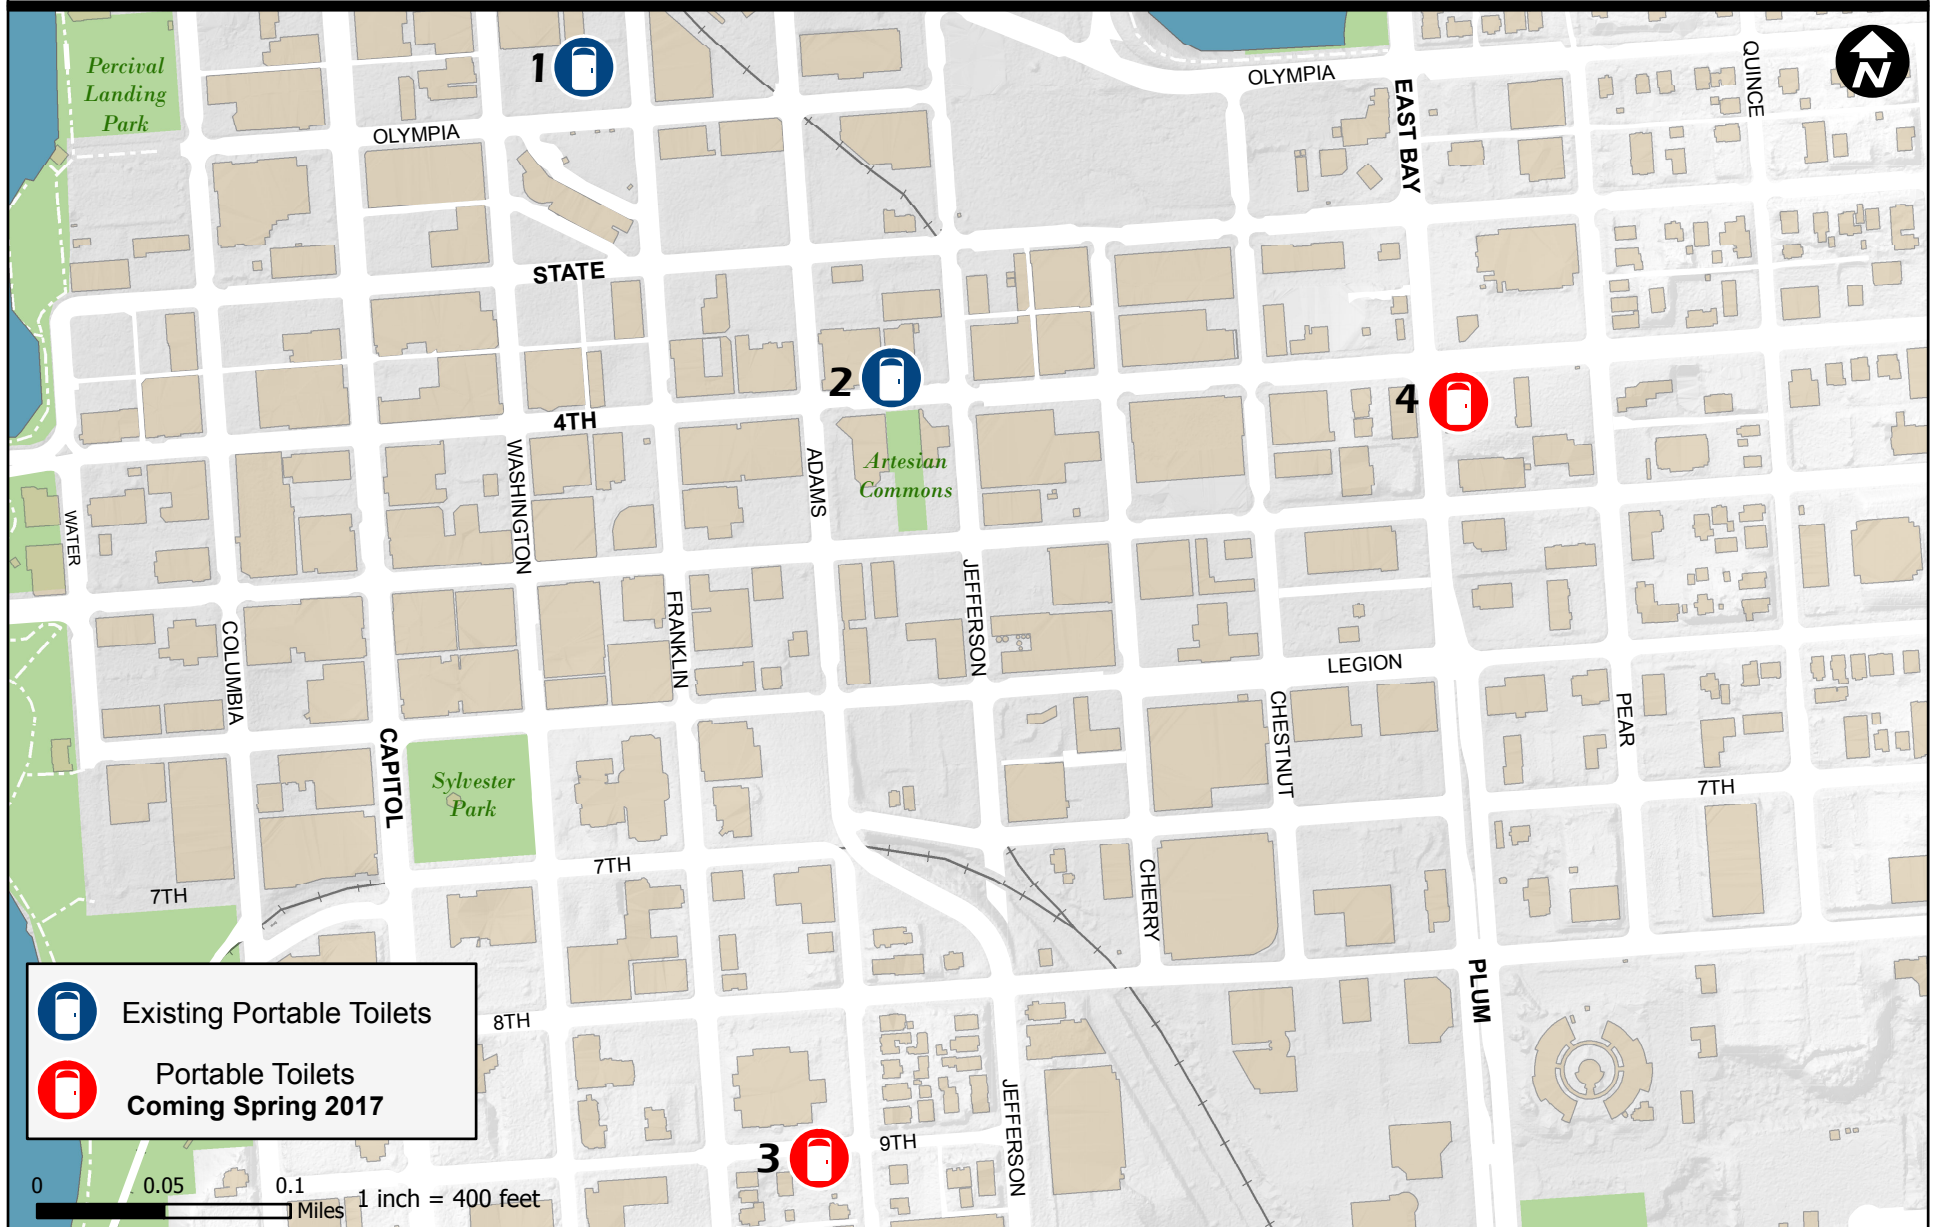 Percival
Landing
Park
1
OLYMPIA
EAST BAY
QUINCE
N
OLYMPIA
STATE
2
4
4TH
WASHINGTON
ADAMS
Artesian
Commons
WATER
JEFFERSON
FRANKLIN
COLUMBIA
LEGION
CHESTNUT
PEAR
CAPITOL
Sylvester
Park
7TH
7TH
7TH
CHERRY
PLUM
8TH
JEFFERSON
9TH
3
Existing Portable Toilets
Portable Toilets
Coming Spring 2017
0 0.05 0.1
Miles
1 inch = 400 feet